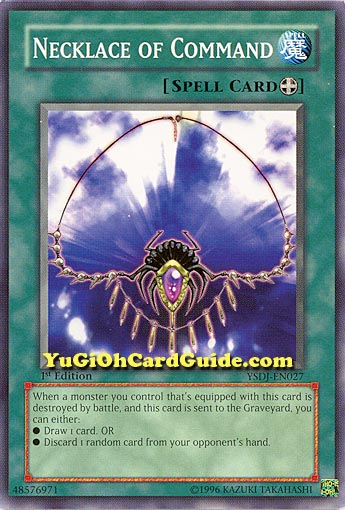 NECKLACE OF COMMAND
SPELL
魔
[SPELL CARD]
YuGiOhCardGuide.com
1st Edition
YSDJ-EN027
When a monster you control that's equipped with this card is
destroyed by battle, and this card is sent to the Graveyard, you
can either:
● Draw 1 card. OR
● Discard 1 random card from your opponent's hand.
48576971
©1996 KAZUKI TAKAHASHI